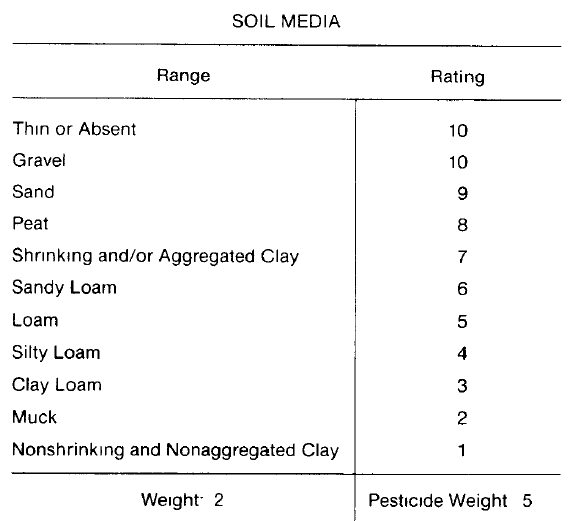 SOIL MEDIA
Range Rating
Thin or Absent 10
Gravel 10
Sand 9
Peat 8
Shrinking and/or Aggregated Clay 7
Sandy Loam 6
Loam 5
Silty Loam 4
Clay Loam 3
Muck 2
Nonshrinking and Nonaggregated Clay 1
Weight 2 Pesticide Weight 5